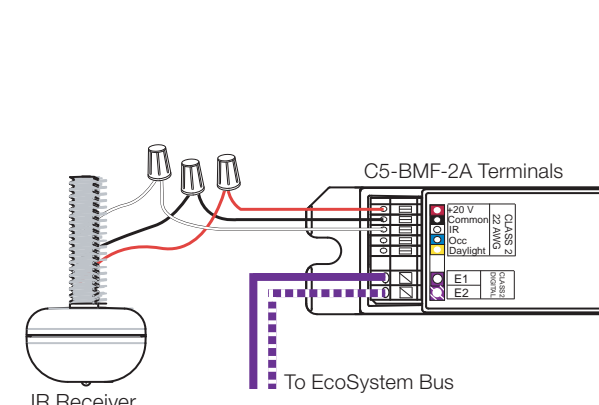 C5-BMF-2A Terminals
+20 V
Common
IR
Occ
Daylight
CLASS 2
22 AWG
E1
E2
CLASS 2
DIGITAL
To EcoSystem Bus
IR Receiver